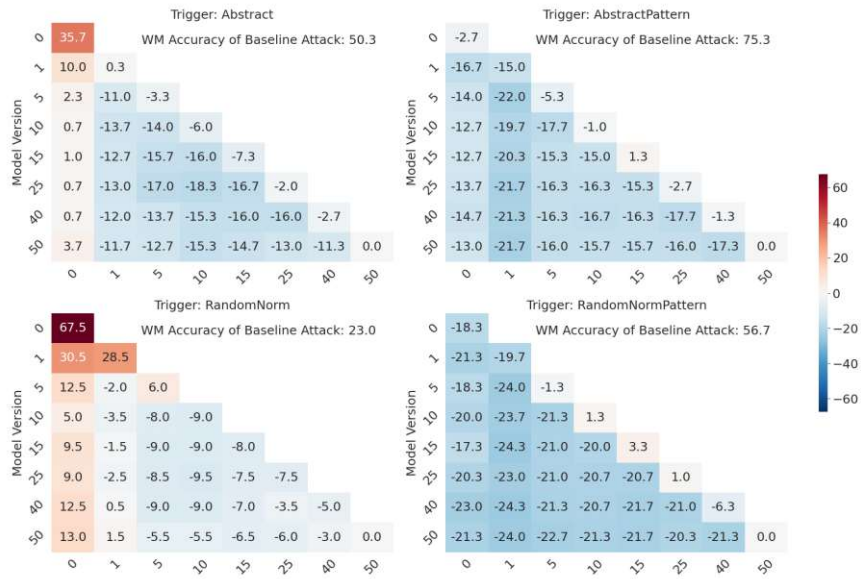 Trigger: Abstract
WM Accuracy of Baseline Attack: 50.3
Model Version
0 35.7
1 10.0 0.3
5 2.3 -11.0 -3.3
10 0.7 -13.7 -14.0 -6.0
15 1.0 -12.7 -15.7 -16.0 -7.3
25 0.7 -13.0 -17.0 -18.3 -16.7 -2.0
40 0.7 -12.0 -13.7 -15.3 -16.0 -16.0 -2.7
50 3.7 -11.7 -12.7 -15.3 -14.7 -13.0 -11.3 0.0
0 1 5 10 15 25 40 50
Trigger: AbstractPattern
WM Accuracy of Baseline Attack: 75.3
Model Version
0 -2.7
1 -16.7 -15.0
5 -14.0 -22.0 -5.3
10 -12.7 -19.7 -17.7 -1.0
15 -12.7 -20.3 -15.3 -15.0 1.3
25 -13.7 -21.7 -16.3 -16.3 -15.3 -2.7
40 -14.7 -21.3 -16.3 -16.7 -16.3 -17.7 -1.3
50 -13.0 -21.7 -16.0 -15.7 -15.7 -16.0 -17.3 0.0
0 1 5 10 15 25 40 50
Trigger: RandomNorm
WM Accuracy of Baseline Attack: 23.0
Model Version
0 67.5
1 30.5 28.5
5 12.5 -2.0 6.0
10 5.0 -3.5 -8.0 -9.0
15 9.5 -1.5 -9.0 -9.0 -8.0
25 9.0 -2.5 -8.5 -9.5 -7.5 -7.5
40 12.5 0.5 -9.0 -9.0 -7.0 -3.5 -5.0
50 13.0 1.5 -5.5 -5.5 -6.5 -6.0 -3.0 0.0
0 1 5 10 15 25 40 50
Trigger: RandomNormPattern
WM Accuracy of Baseline Attack: 56.7
Model Version
0 -18.3
1 -21.3 -19.7
5 -18.3 -24.0 -1.3
10 -20.0 -23.7 -21.3 1.3
15 -17.3 -24.3 -21.0 -20.0 3.3
25 -20.3 -23.0 -21.0 -20.7 -20.7 1.0
40 -23.0 -24.3 -21.3 -20.7 -21.7 -21.0 -6.3
50 -21.3 -24.0 -22.7 -21.3 -21.7 -20.3 -21.3 0.0
0 1 5 10 15 25 40 50
60
40
20
0
−20
−40
−60